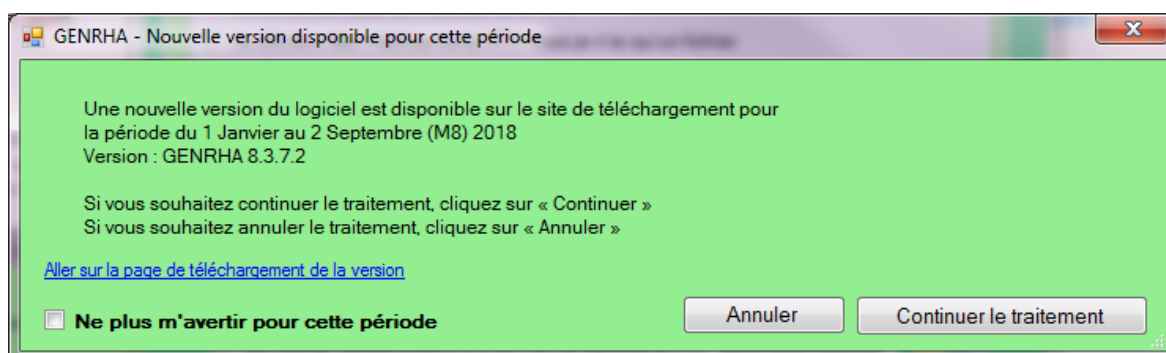 GENRHA - Nouvelle version disponible pour cette période
Une nouvelle version du logiciel est disponible sur le site de téléchargement pour
la période du 1 Janvier au 2 Septembre (M8) 2018
Version : GENRHA 8.3.7.2
Si vous souhaitez continuer le traitement, cliquez sur « Continuer »
Si vous souhaitez annuler le traitement, cliquez sur « Annuler »
Aller sur la page de téléchargement de la version
Ne plus m'avertir pour cette période
Annuler
Continuer le traitement